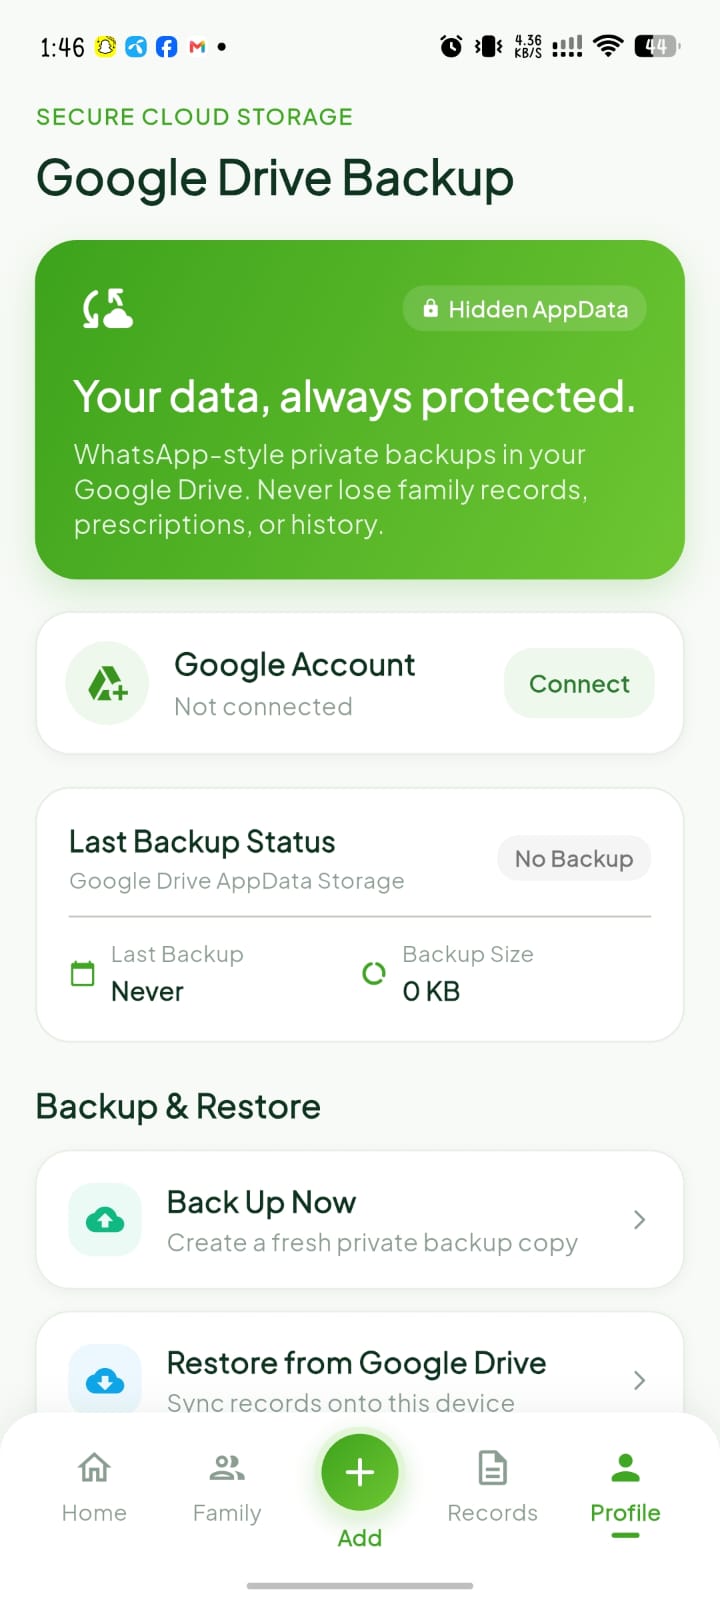 1:46
4.36
KB/S
44
SECURE CLOUD STORAGE
Google Drive Backup
Hidden AppData
Your data, always protected.
WhatsApp-style private backups in your
Google Drive. Never lose family records,
prescriptions, or history.
Google Account
Not connected
Connect
Last Backup Status
Google Drive AppData Storage
No Backup
Last Backup
Never
Backup Size
0 KB
Backup & Restore
Back Up Now
Create a fresh private backup copy
Restore from Google Drive
Sync records onto this device
Home
Family
Add
Records
Profile